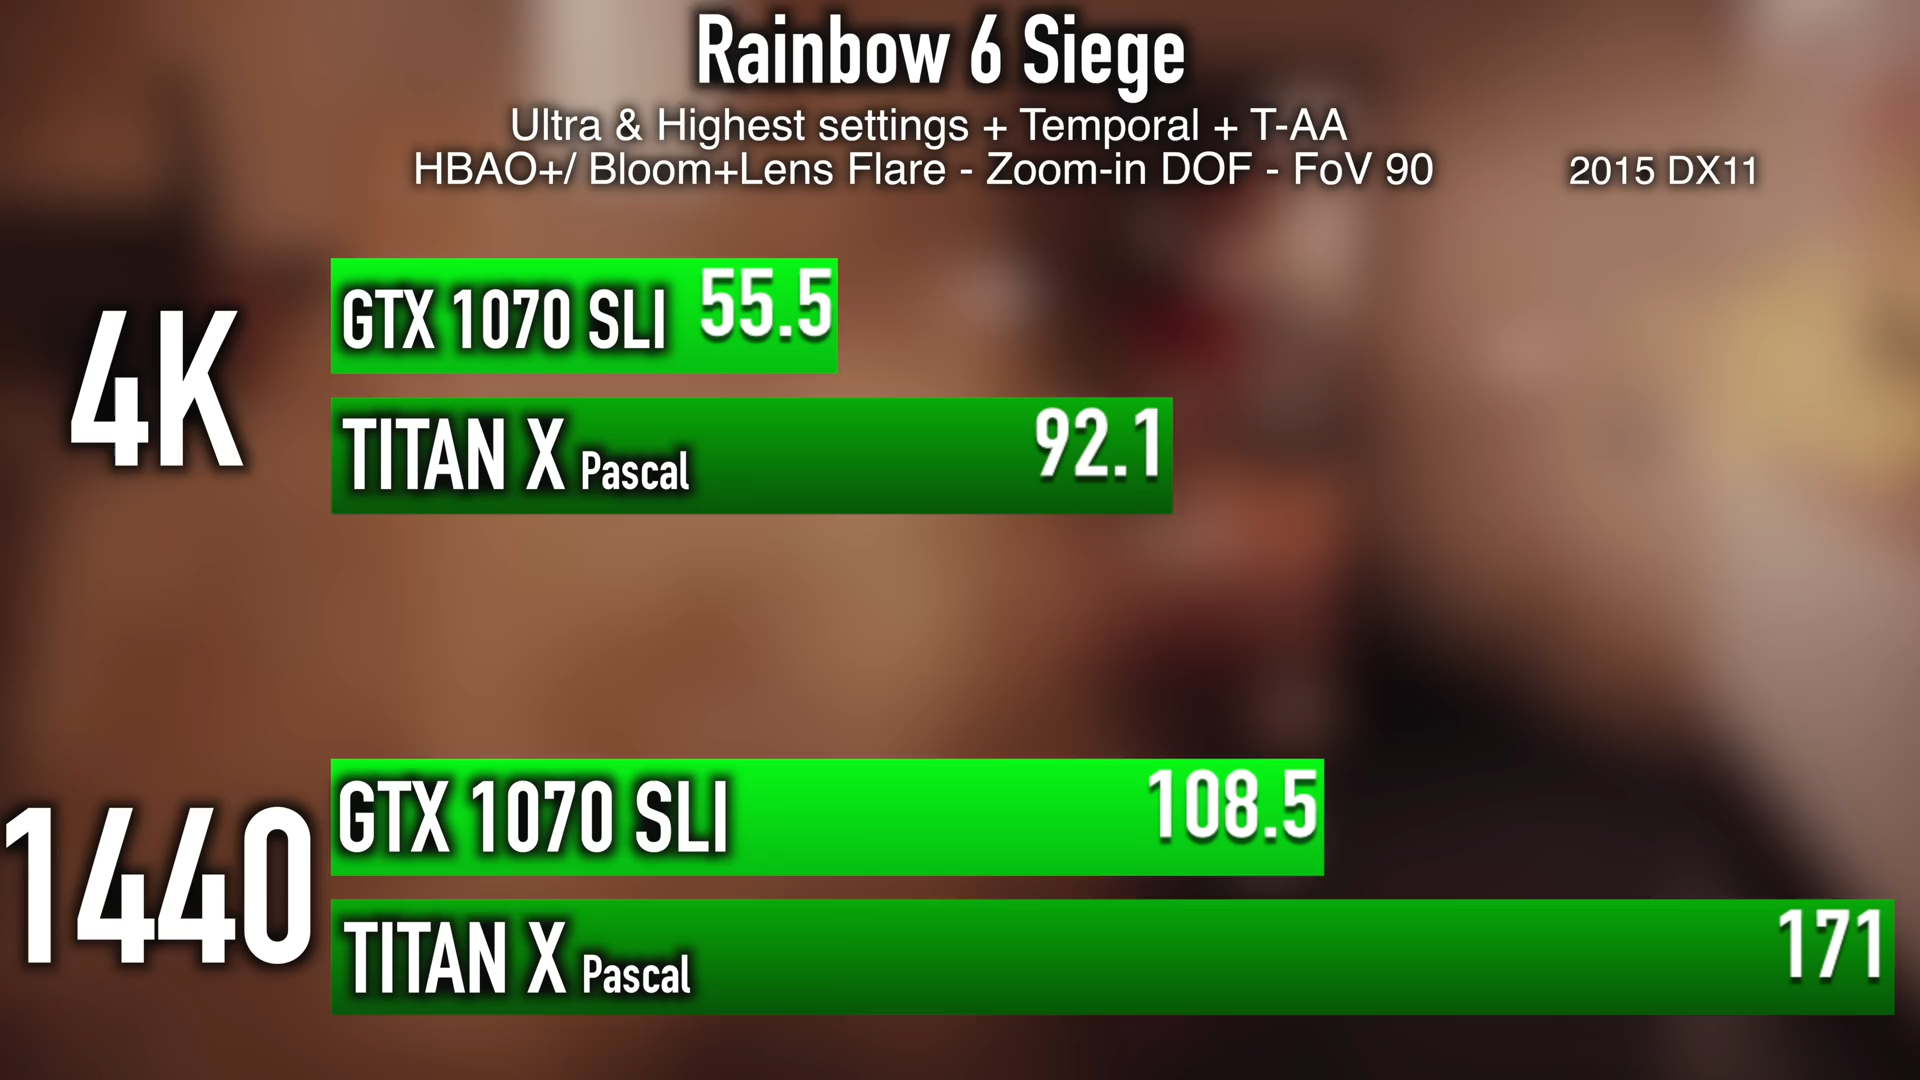 Rainbow 6 Siege
Ultra & Highest settings + Temporal + T-AA
HBAO+/ Bloom+Lens Flare - Zoom-in DOF - FoV 90
2015 DX11
4K
GTX 1070 SLI 55.5
TITAN X Pascal 92.1
1440
GTX 1070 SLI 108.5
TITAN X Pascal 171